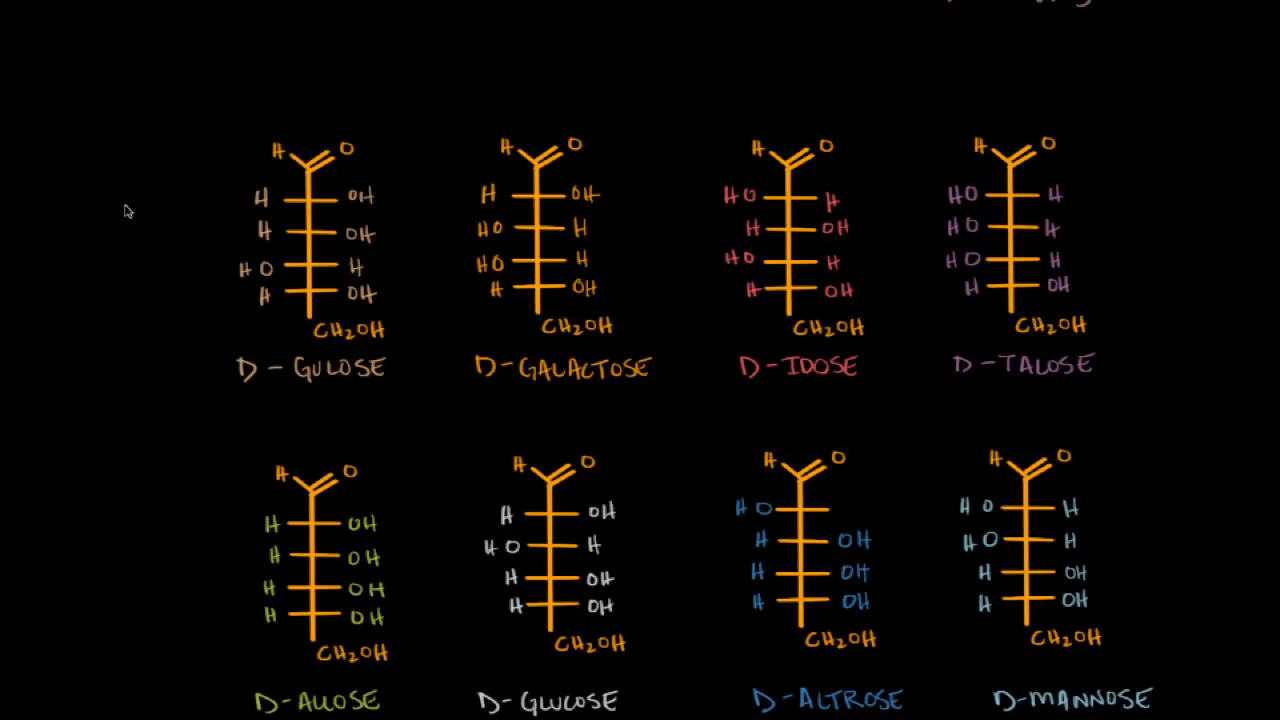 H O H O H O H O
H OH H OH HO H HO H
H OH HO H H OH HO H
HO H HO H HO H HO H
H OH H OH H OH H OH
CH2OH CH2OH CH2OH CH2OH
D-GULOSE D-GALACTOSE D-IDOSE D-TALOSE
H O H O H O H O
H OH H OH HO HO H
H OH HO H H OH HO H
H OH H OH H OH H OH
H OH H OH H OH H OH
CH2OH CH2OH CH2OH CH2OH
D-ALLOSE D-GLUCOSE D-ALTROSE D-MANNOSE